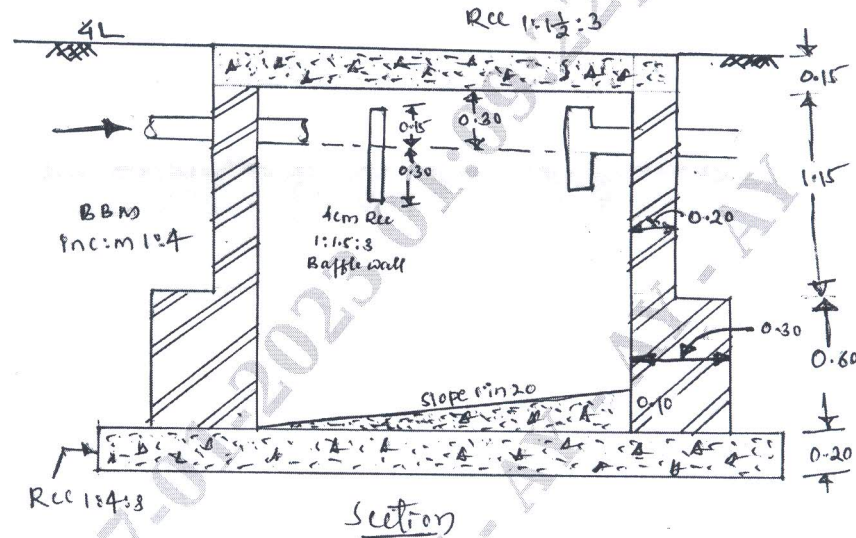 RCC 1:1½:3
GL
0.15
0.15
0.30
0.30
1.15
BBM
in C:m 1:4
4cm RCC
1:1.5:3
Baffle wall
0.20
0.30
0.60
Slope 1 in 20
0.10
0.20
RCC 1:4:8
Section